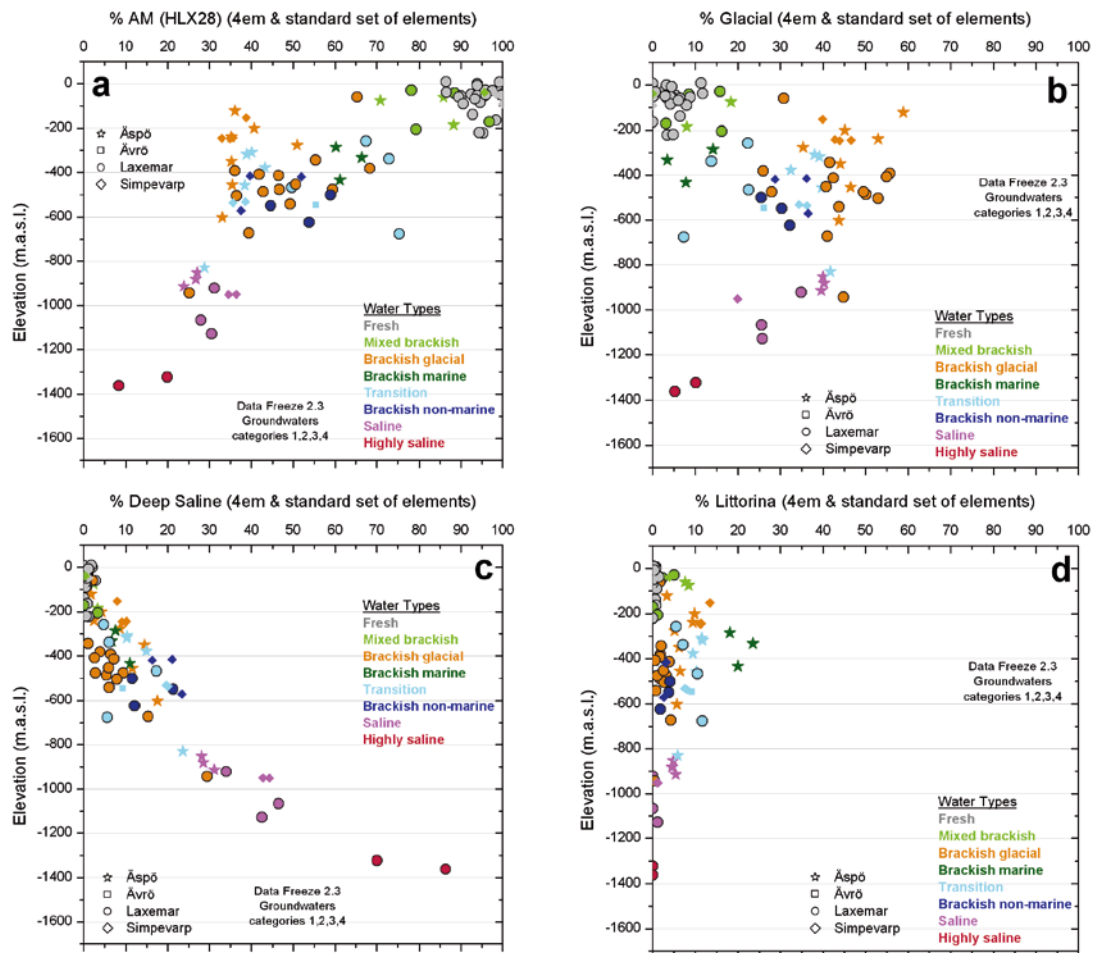 % AM (HLX28) (4em & standard set of elements)
0 10 20 30 40 50 60 70 80 90 100
a
Elevation (m.a.s.l.)
0
-200
-400
-600
-800
-1000
-1200
-1400
-1600
Äspö
Ävrö
Laxemar
Simpevarp
Water Types
Fresh
Mixed brackish
Brackish glacial
Brackish marine
Transition
Brackish non-marine
Saline
Highly saline
Data Freeze 2.3
Groundwaters
categories 1,2,3,4
% Glacial (4em & standard set of elements)
0 10 20 30 40 50 60 70 80 90 100
b
Elevation (m.a.s.l.)
0
-200
-400
-600
-800
-1000
-1200
-1400
-1600
Data Freeze 2.3
Groundwaters
categories 1,2,3,4
Water Types
Fresh
Mixed brackish
Brackish glacial
Brackish marine
Transition
Brackish non-marine
Saline
Highly saline
Äspö
Ävrö
Laxemar
Simpevarp
% Deep Saline (4em & standard set of elements)
0 10 20 30 40 50 60 70 80 90 100
c
Elevation (m.a.s.l.)
0
-200
-400
-600
-800
-1000
-1200
-1400
-1600
Water Types
Fresh
Mixed brackish
Brackish glacial
Brackish marine
Transition
Brackish non-marine
Saline
Highly saline
Äspö
Ävrö
Laxemar
Simpevarp
Data Freeze 2.3
Groundwaters
categories 1,2,3,4
% Littorina (4em & standard set of elements)
0 10 20 30 40 50 60 70 80 90 100
d
Elevation (m.a.s.l.)
0
-200
-400
-600
-800
-1000
-1200
-1400
-1600
Data Freeze 2.3
Groundwaters
categories 1,2,3,4
Water Types
Fresh
Mixed brackish
Brackish glacial
Brackish marine
Transition
Brackish non-marine
Saline
Highly saline
Äspö
Ävrö
Laxemar
Simpevarp